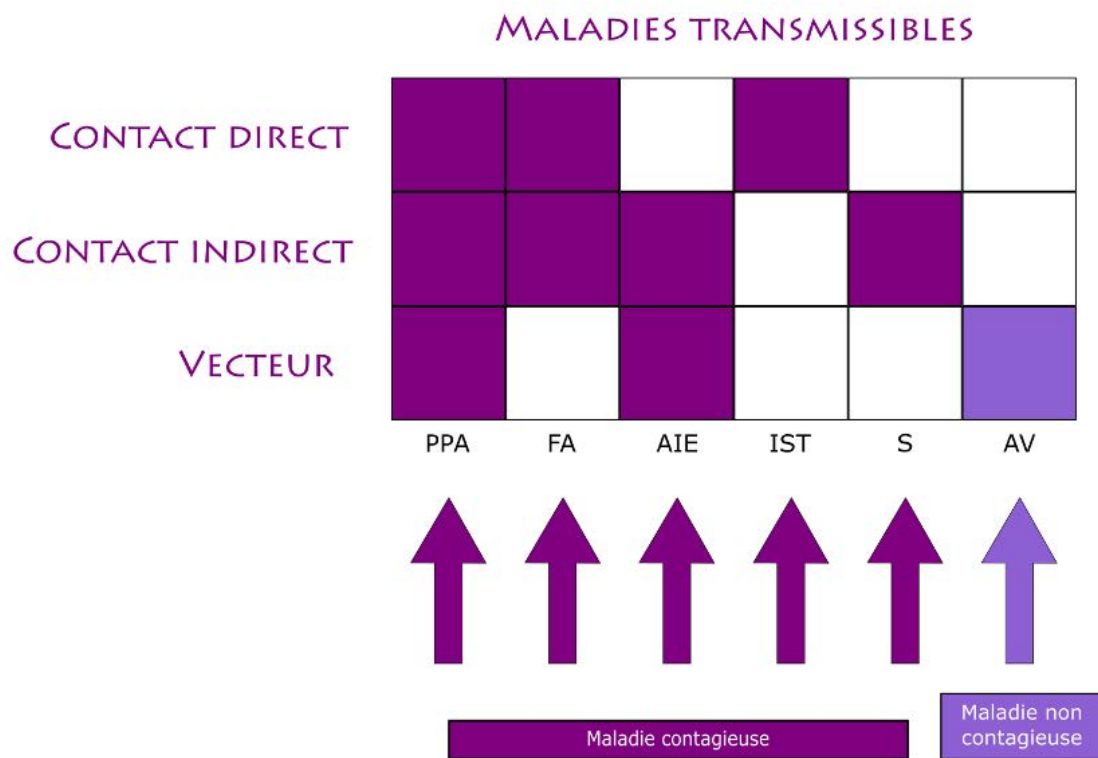 MALADIES TRANSMISSIBLES
CONTACT DIRECT
CONTACT INDIRECT
VECTEUR
PPA FA AIE IST S AV
Maladie contagieuse
Maladie non
contagieuse